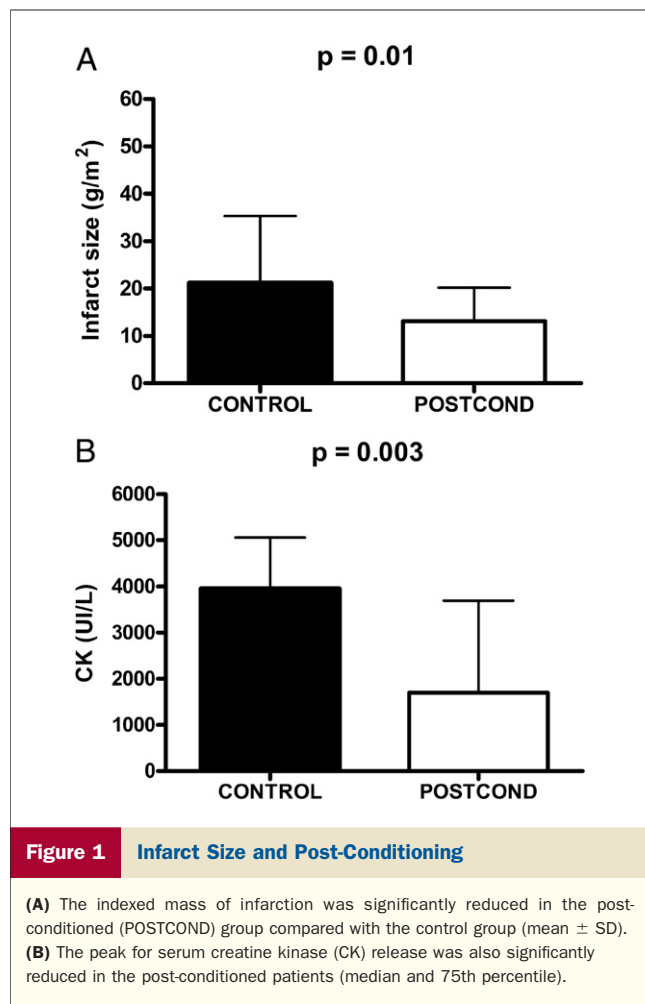 A
p = 0.01
Infarct size (g/m²)
60
50
40
30
20
10
0
CONTROL POSTCOND
B
p = 0.003
CK (UI/L)
6000
5000
4000
3000
2000
1000
0
CONTROL POSTCOND
Figure 1 Infarct Size and Post-Conditioning
(A) The indexed mass of infarction was significantly reduced in the post-
conditioned (POSTCOND) group compared with the control group (mean ± SD).
(B) The peak for serum creatine kinase (CK) release was also significantly
reduced in the post-conditioned patients (median and 75th percentile).